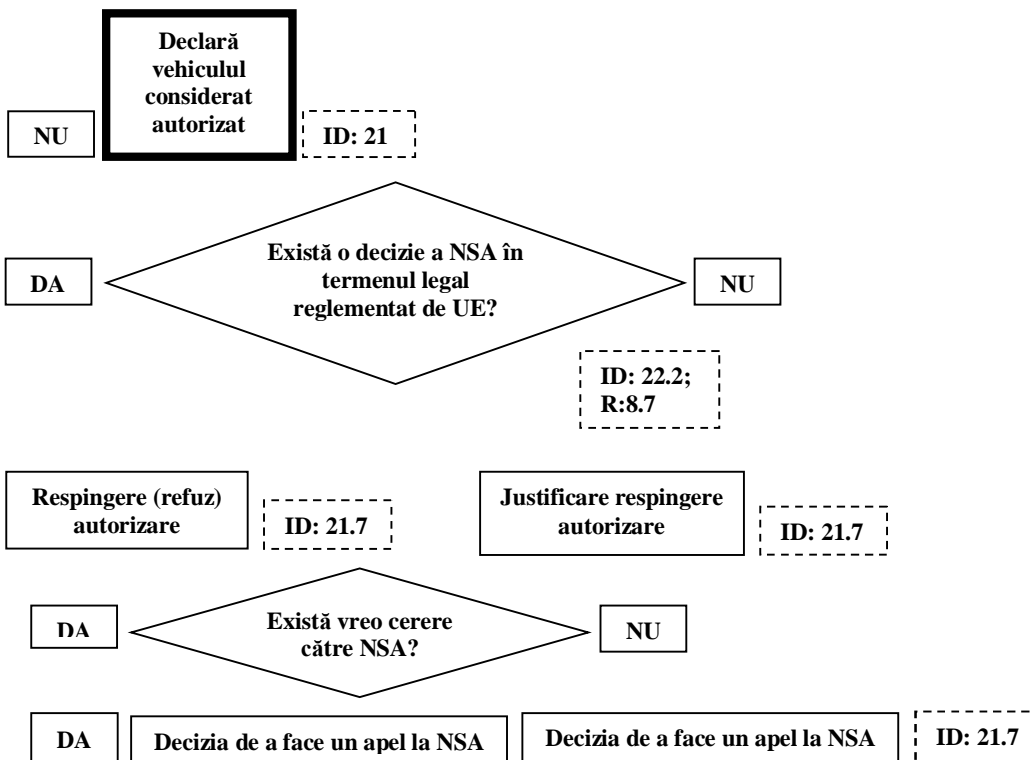 Declară
vehiculul
considerat
autorizat
NU
ID: 21
Există o decizie a NSA în
termenul legal
reglementat de UE?
DA
NU
ID: 22.2;
R:8.7
Respingere (refuz)
autorizare
ID: 21.7
Justificare respingere
autorizare
ID: 21.7
DA
Există vreo cerere
către NSA?
NU
DA
Decizia de a face un apel la NSA
Decizia de a face un apel la NSA
ID: 21.7